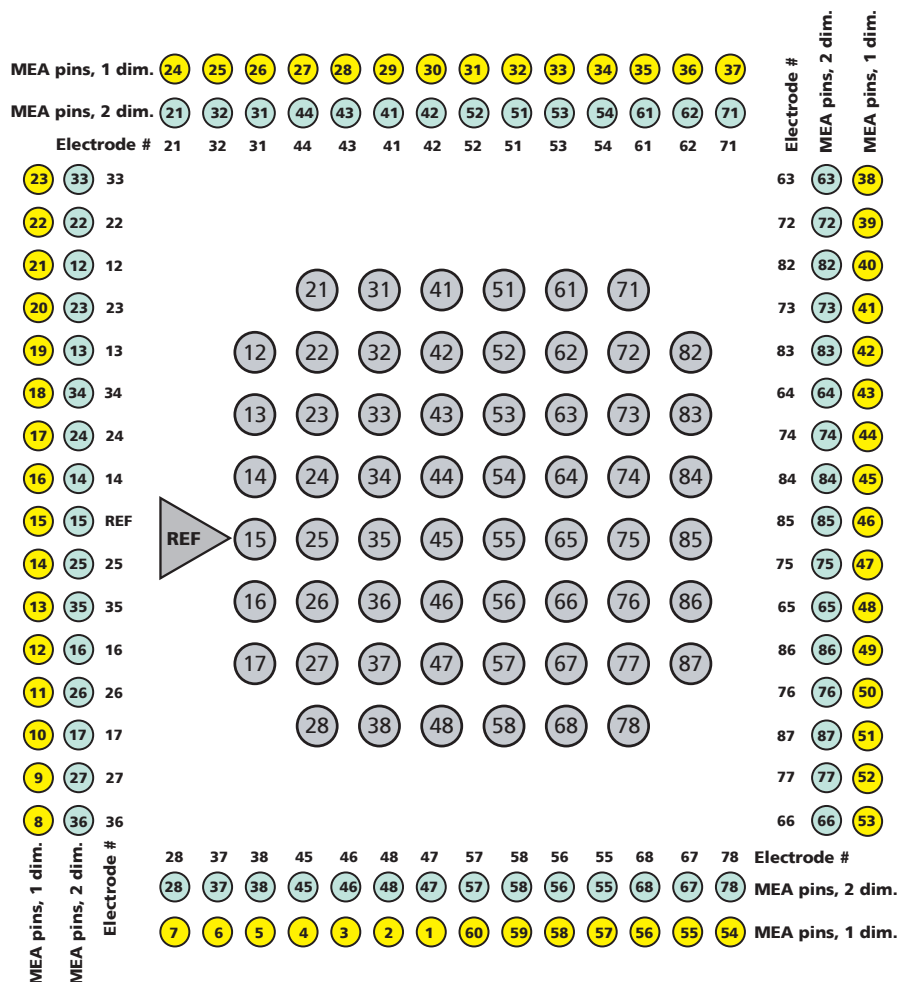 MEA pins, 1 dim. 24 25 26 27 28 29 30 31 32 33 34 35 36 37
MEA pins, 2 dim. 21 32 31 44 43 41 42 52 51 53 54 61 62 71
Electrode # 21 32 31 44 43 41 42 52 51 53 54 61 62 71
Electrode #
MEA pins, 2 dim.
MEA pins, 1 dim.
23 33 33
22 22 22
21 12 12
20 23 23
19 13 13
18 34 34
17 24 24
16 14 14
15 15 REF
14 25 25
13 35 35
12 16 16
11 26 26
10 17 17
9 27 27
8 36 36
MEA pins, 1 dim.
MEA pins, 2 dim.
Electrode #
21 31 41 51 61 71
12 22 32 42 52 62 72 82
13 23 33 43 53 63 73 83
14 24 34 44 54 64 74 84
REF 15 25 35 45 55 65 75 85
16 26 36 46 56 66 76 86
17 27 37 47 57 67 77 87
28 38 48 58 68 78
63 63 38
72 72 39
82 82 40
73 73 41
83 83 42
64 64 43
74 74 44
84 84 45
85 85 46
75 75 47
65 65 48
86 86 49
76 76 50
87 87 51
77 77 52
66 66 53
28 37 38 45 46 48 47 57 58 56 55 68 67 78 Electrode #
28 37 38 45 46 48 47 57 58 56 55 68 67 78 MEA pins, 2 dim.
7 6 5 4 3 2 1 60 59 58 57 56 55 54 MEA pins, 1 dim.